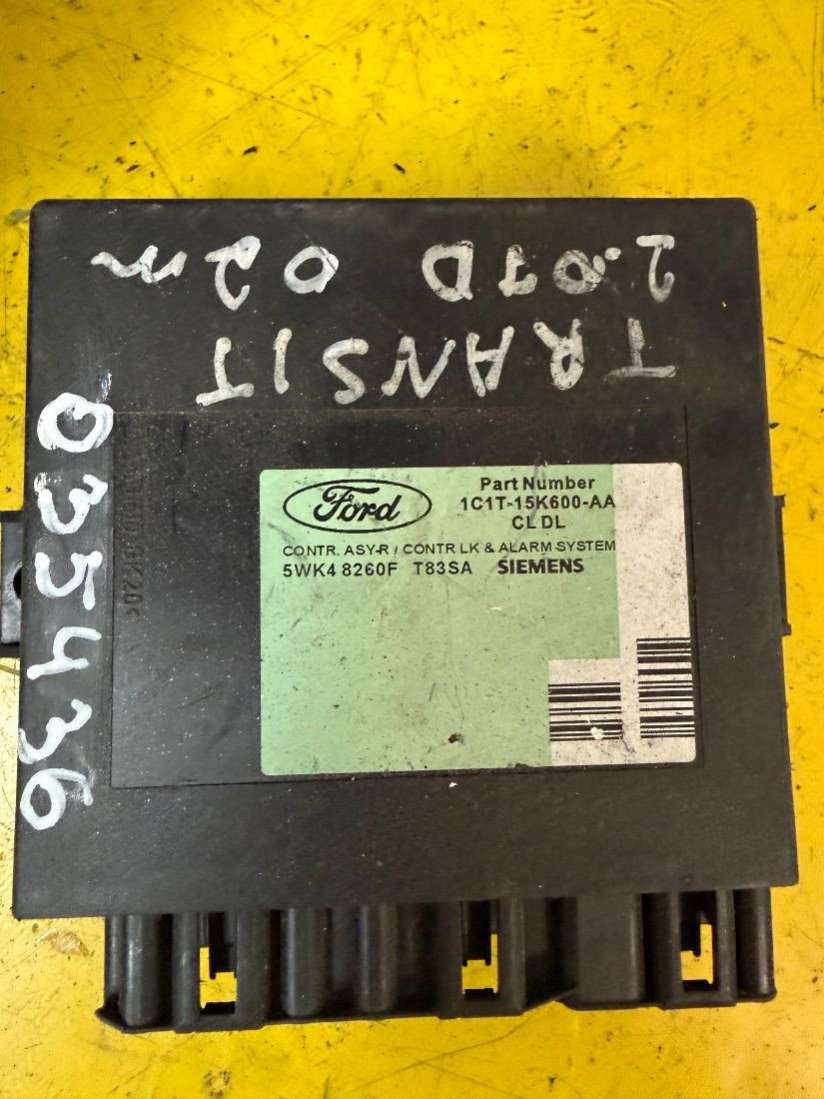 TRANSIT
2.0TD 02m
035436
Ford
Part Number
1C1T-15K600-AA
CL DL
CONTR. ASY-R / CONTR LK & ALARM SYSTEM
5WK4 8260F T83SA SIEMENS